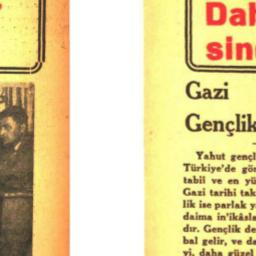 Dah
sin
Gazi
Gençlik
Yahut gençl
Türkiye'de gör
tabil ve en yü
Gazi tarihi tak
lik ise parlak y
daima in'ikâsla
dır. Gençlik de
bal gelir, ve da
yi, daha güzel